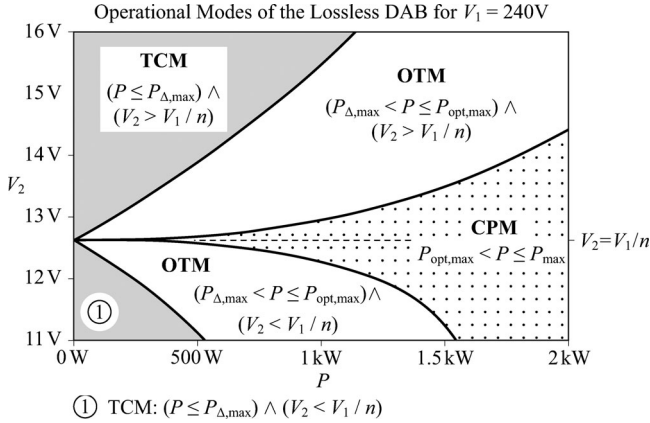 Operational Modes of the Lossless DAB for V₁ = 240V
16 V
15 V
14 V
13 V
12 V
11 V
V₂
TCM
(P ≤ P_Δ,max) ∧
(V₂ > V₁ / n)
OTM
(P_Δ,max < P ≤ P_opt,max) ∧
(V₂ > V₁ / n)
CPM
P_opt,max < P ≤ P_max
V₂=V₁/n
OTM
(P_Δ,max < P ≤ P_opt,max) ∧
(V₂ < V₁ / n)
①
0 W
500 W
1 kW
1.5 kW
2 kW
P
① TCM: (P ≤ P_Δ,max) ∧ (V₂ < V₁ / n)